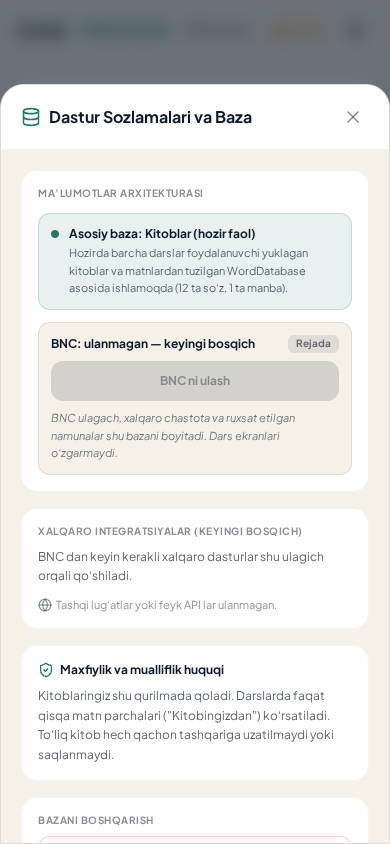 Dastur Sozlamalari va Baza
MAʼLUMOTLAR ARXITEKTURASI
Asosiy baza: Kitoblar (hozir faol)
Hozirda barcha darslar foydalanuvchi yuklagan
kitoblar va matnlardan tuzilgan WordDatabase
asosida ishlamoqda (12 ta so'z, 1 ta manba).
BNC: ulanmagan — keyingi bosqich
Rejada
BNC ni ulash
BNC ulagach, xalqaro chastota va ruxsat etilgan
namunalar shu bazani boyitadi. Dars ekranlari
o'zgarmaydi.
XALQARO INTEGRATSIYALAR (KEYINGI BOSQICH)
BNC dan keyin kerakli xalqaro dasturlar shu ulagich
orqali qo'shiladi.
Tashqi lug'atlar yoki feyk API lar ulanmagan.
Maxfiylik va mualliflik huquqi
Kitoblaringiz shu qurilmada qoladi. Darslarda faqat
qisqa matn parchalari ("Kitobingizdan") ko'rsatiladi.
To'liq kitob hech qachon tashqariga uzatilmaydi yoki
saqlanmaydi.
BAZANI BOSHQARISH